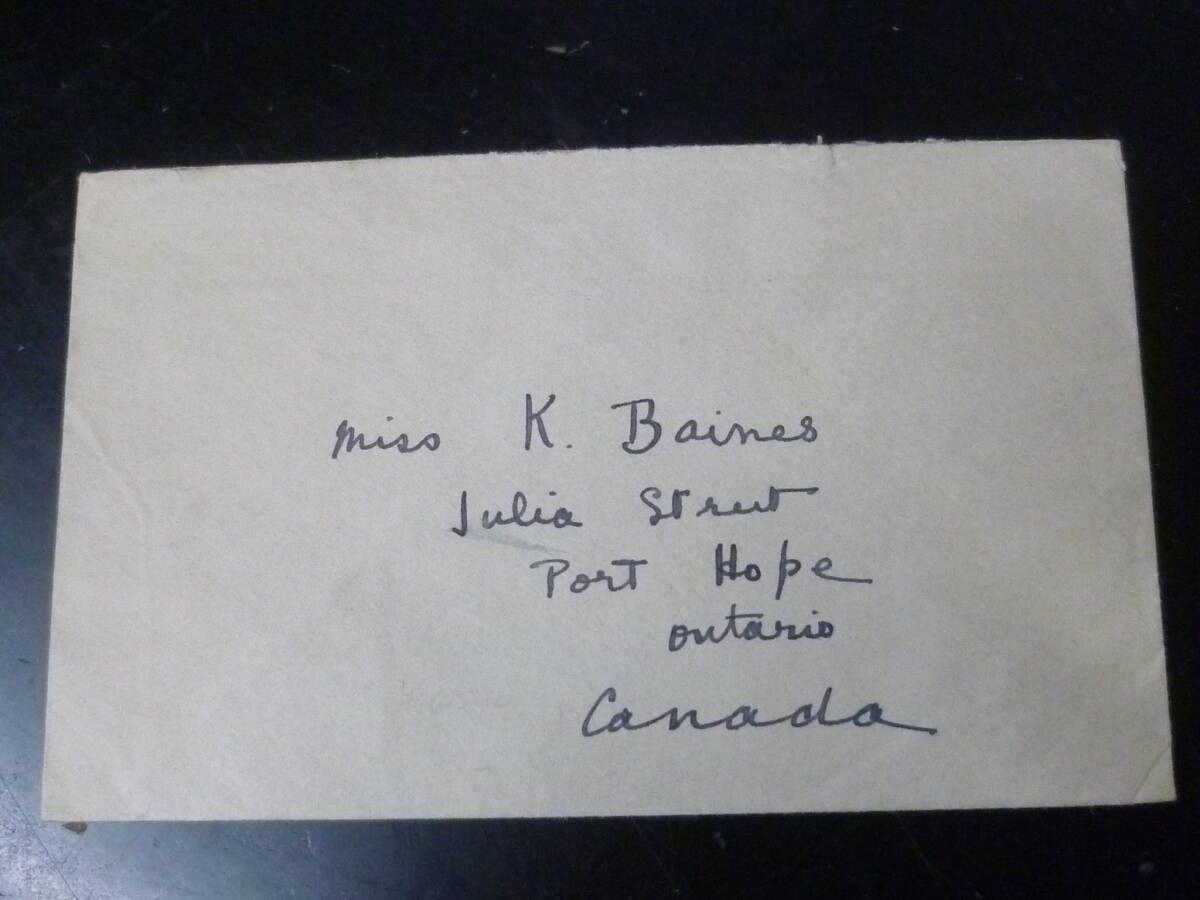 Miss K. Baines
Julia Street
Port Hope
Ontario
Canada